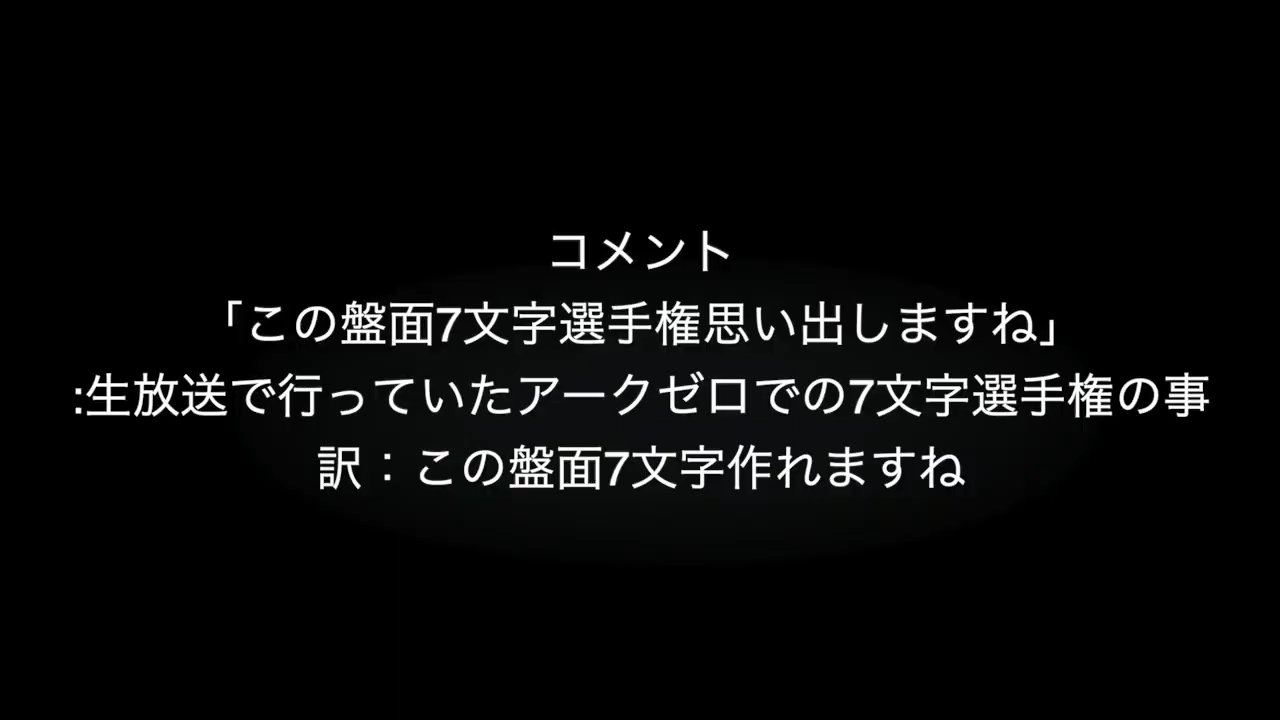 コメント
「この盤面7文字選手権思い出しますね」
:生放送で行っていたアークゼロでの7文字選手権の事
訳：この盤面7文字作れますね